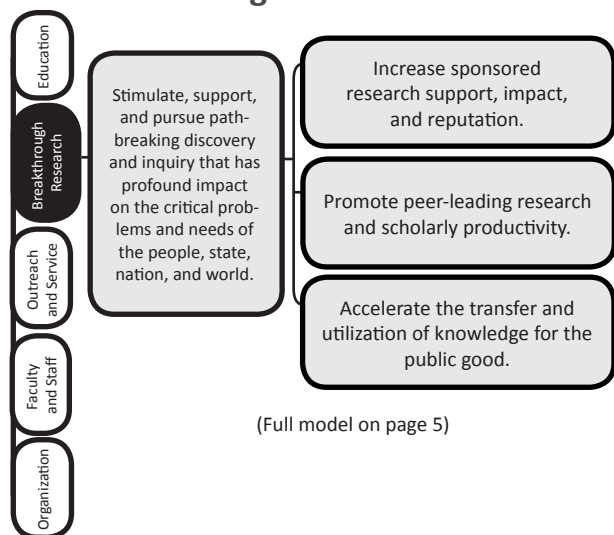 Education
Breakthrough
Research
Outreach
and Service
Faculty
and Staff
Organization
Stimulate, support,
and pursue path-
breaking discovery
and inquiry that has
profound impact
on the critical prob-
lems and needs of
the people, state,
nation, and world.
Increase sponsored
research support, impact,
and reputation.
Promote peer-leading research
and scholarly productivity.
Accelerate the transfer and
utilization of knowledge for the
public good.
(Full model on page 5)